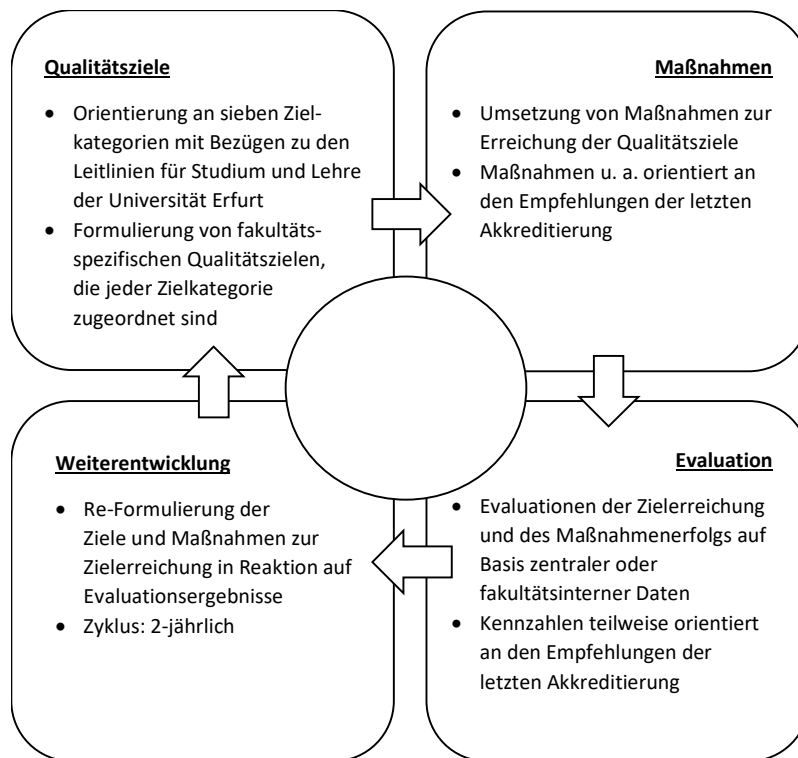 Qualitätsziele
• Orientierung an sieben Ziel-
kategorien mit Bezügen zu den
Leitlinien für Studium und Lehre
der Universität Erfurt
• Formulierung von fakultäts-
spezifischen Qualitätszielen,
die jeder Zielkategorie
zugeordnet sind
Maßnahmen
• Umsetzung von Maßnahmen zur
Erreichung der Qualitätsziele
• Maßnahmen u. a. orientiert an
den Empfehlungen der letzten
Akkreditierung
Weiterentwicklung
• Re-Formulierung der
Ziele und Maßnahmen zur
Zielerreichung in Reaktion auf
Evaluationsergebnisse
• Zyklus: 2-jährlich
Evaluation
• Evaluationen der Zielerreichung
und des Maßnahmenerfolgs auf
Basis zentraler oder
fakultätsinterner Daten
• Kennzahlen teilweise orientiert
an den Empfehlungen der
letzten Akkreditierung